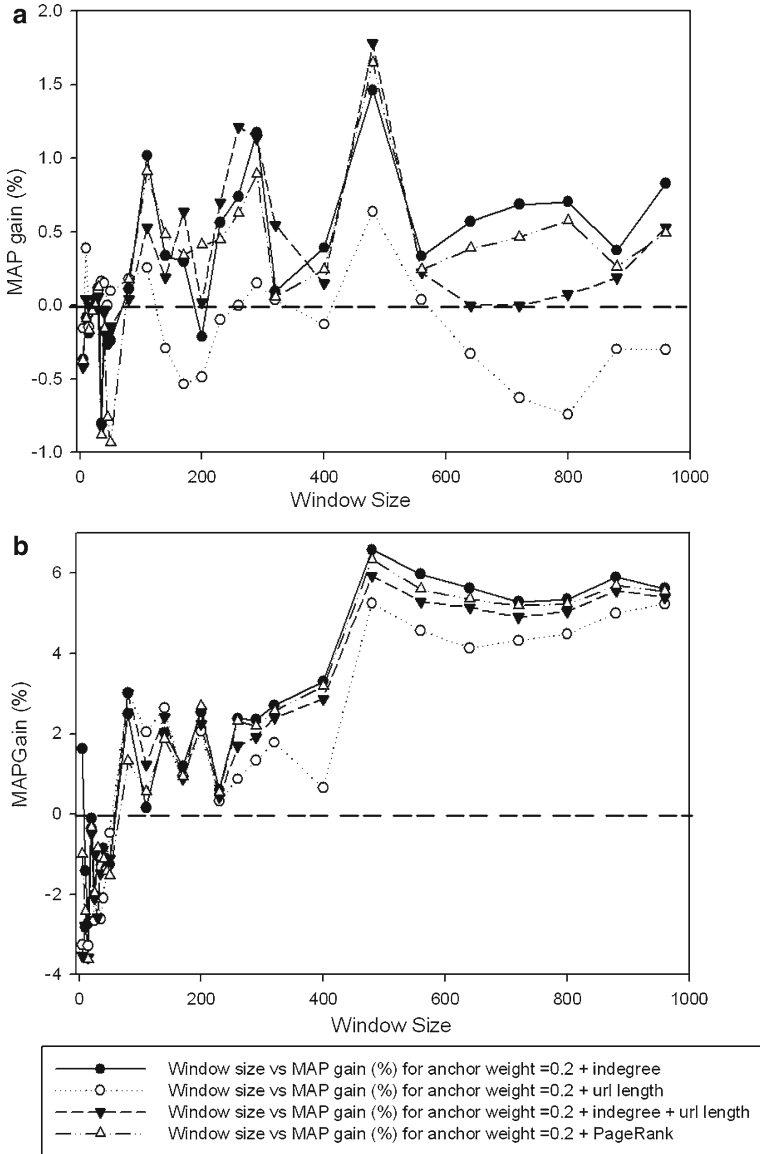 a
2.0
1.5
1.0
0.5
0.0
-0.5
-1.0
MAP gain (%)
0
200
400
600
800
1000
Window Size
b
6
4
2
0
-2
-4
MAPGain (%)
0
200
400
600
800
1000
Window Size
Window size vs MAP gain (%) for anchor weight =0.2 + indegree
Window size vs MAP gain (%) for anchor weight =0.2 + url length
Window size vs MAP gain (%) for anchor weight =0.2 + indegree + url length
Window size vs MAP gain (%) for anchor weight =0.2 + PageRank